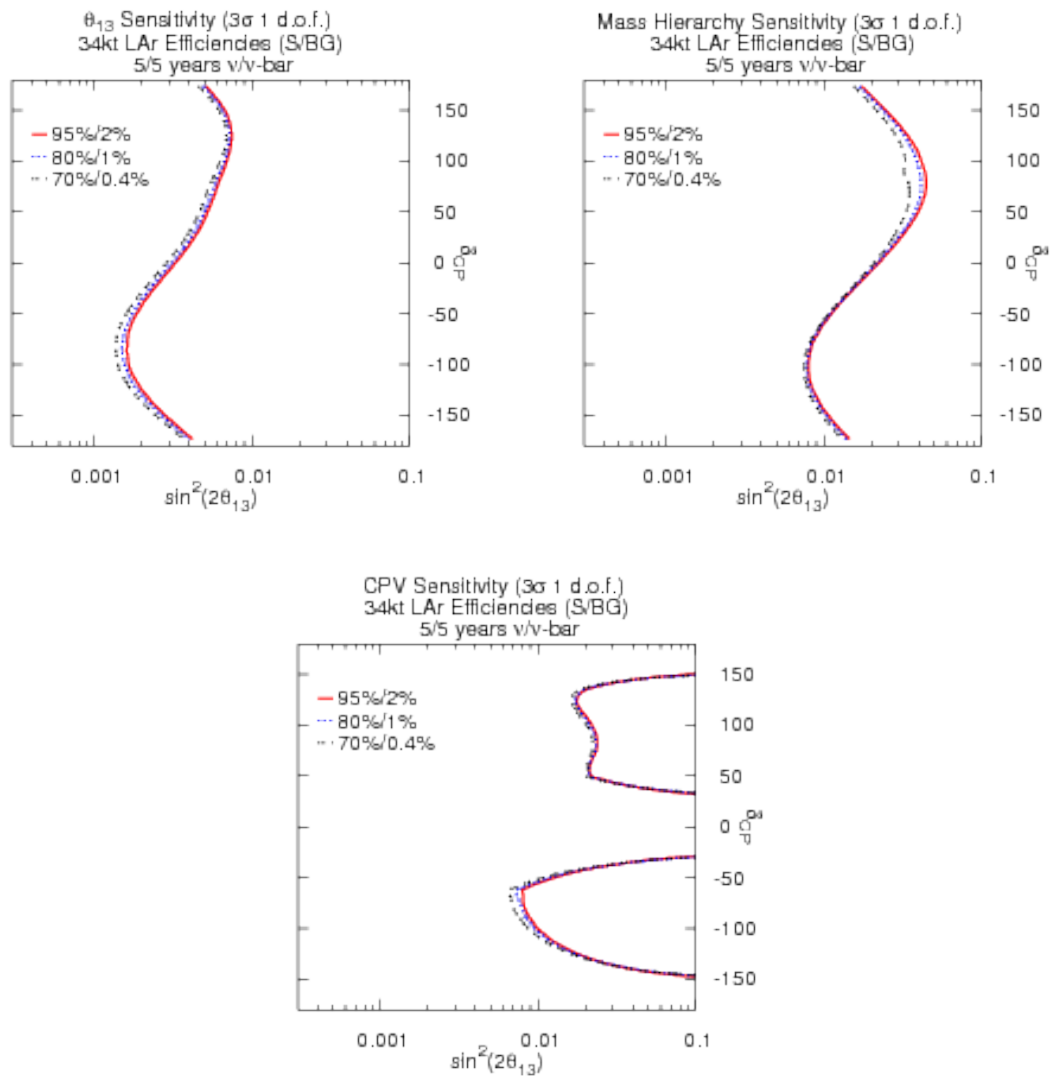 θ₁₃ Sensitivity (3σ 1 d.o.f.)
34kt LAr Efficiencies (S/BG)
5/5 years ν/ν-bar
95%/2%
80%/1%
70%/0.4%
150
100
50
0
-50
-100
-150
δCP
0.001
0.01
0.1
sin²(2θ₁₃)
Mass Hierarchy Sensitivity (3σ 1 d.o.f.)
34kt LAr Efficiencies (S/BG)
5/5 years ν/ν-bar
95%/2%
80%/1%
70%/0.4%
150
100
50
0
-50
-100
-150
δCP
0.001
0.01
0.1
sin²(2θ₁₃)
CPV Sensitivity (3σ 1 d.o.f.)
34kt LAr Efficiencies (S/BG)
5/5 years ν/ν-bar
95%/2%
80%/1%
70%/0.4%
150
100
50
0
-50
-100
-150
δCP
0.001
0.01
0.1
sin²(2θ₁₃)